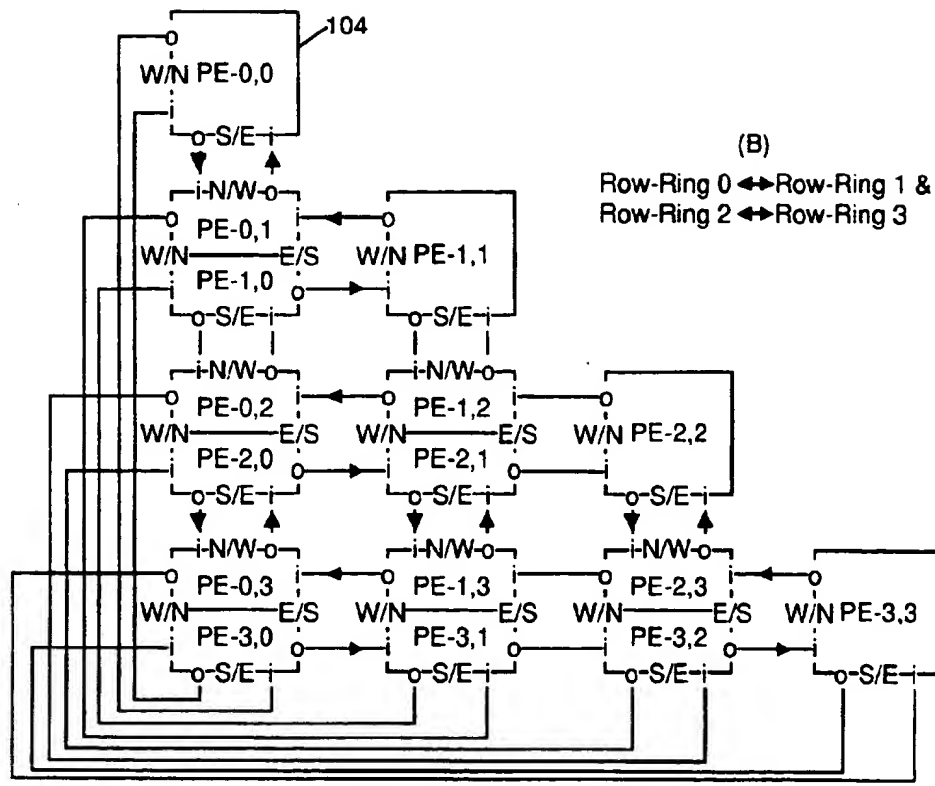 104
o
W/N PE-0,0
i
o S/E i
(B)
Row-Ring 0 ↔ Row-Ring 1 &
Row-Ring 2 ↔ Row-Ring 3
i N/W o
o PE-0,1 i o
W/N E/S W/N PE-1,1
i PE-1,0 o i
o S/E i o S/E i
i N/W o i N/W o
o PE-0,2 i o PE-1,2 i o
W/N E/S W/N E/S W/N PE-2,2
i PE-2,0 o i PE-2,1 o i
o S/E i o S/E i o S/E i
i N/W o i N/W o i N/W o
o PE-0,3 i o PE-1,3 i o PE-2,3 i o
W/N E/S W/N E/S W/N E/S W/N PE-3,3
i PE-3,0 o i PE-3,1 o i PE-3,2 o i
o S/E i o S/E i o S/E i o S/E i